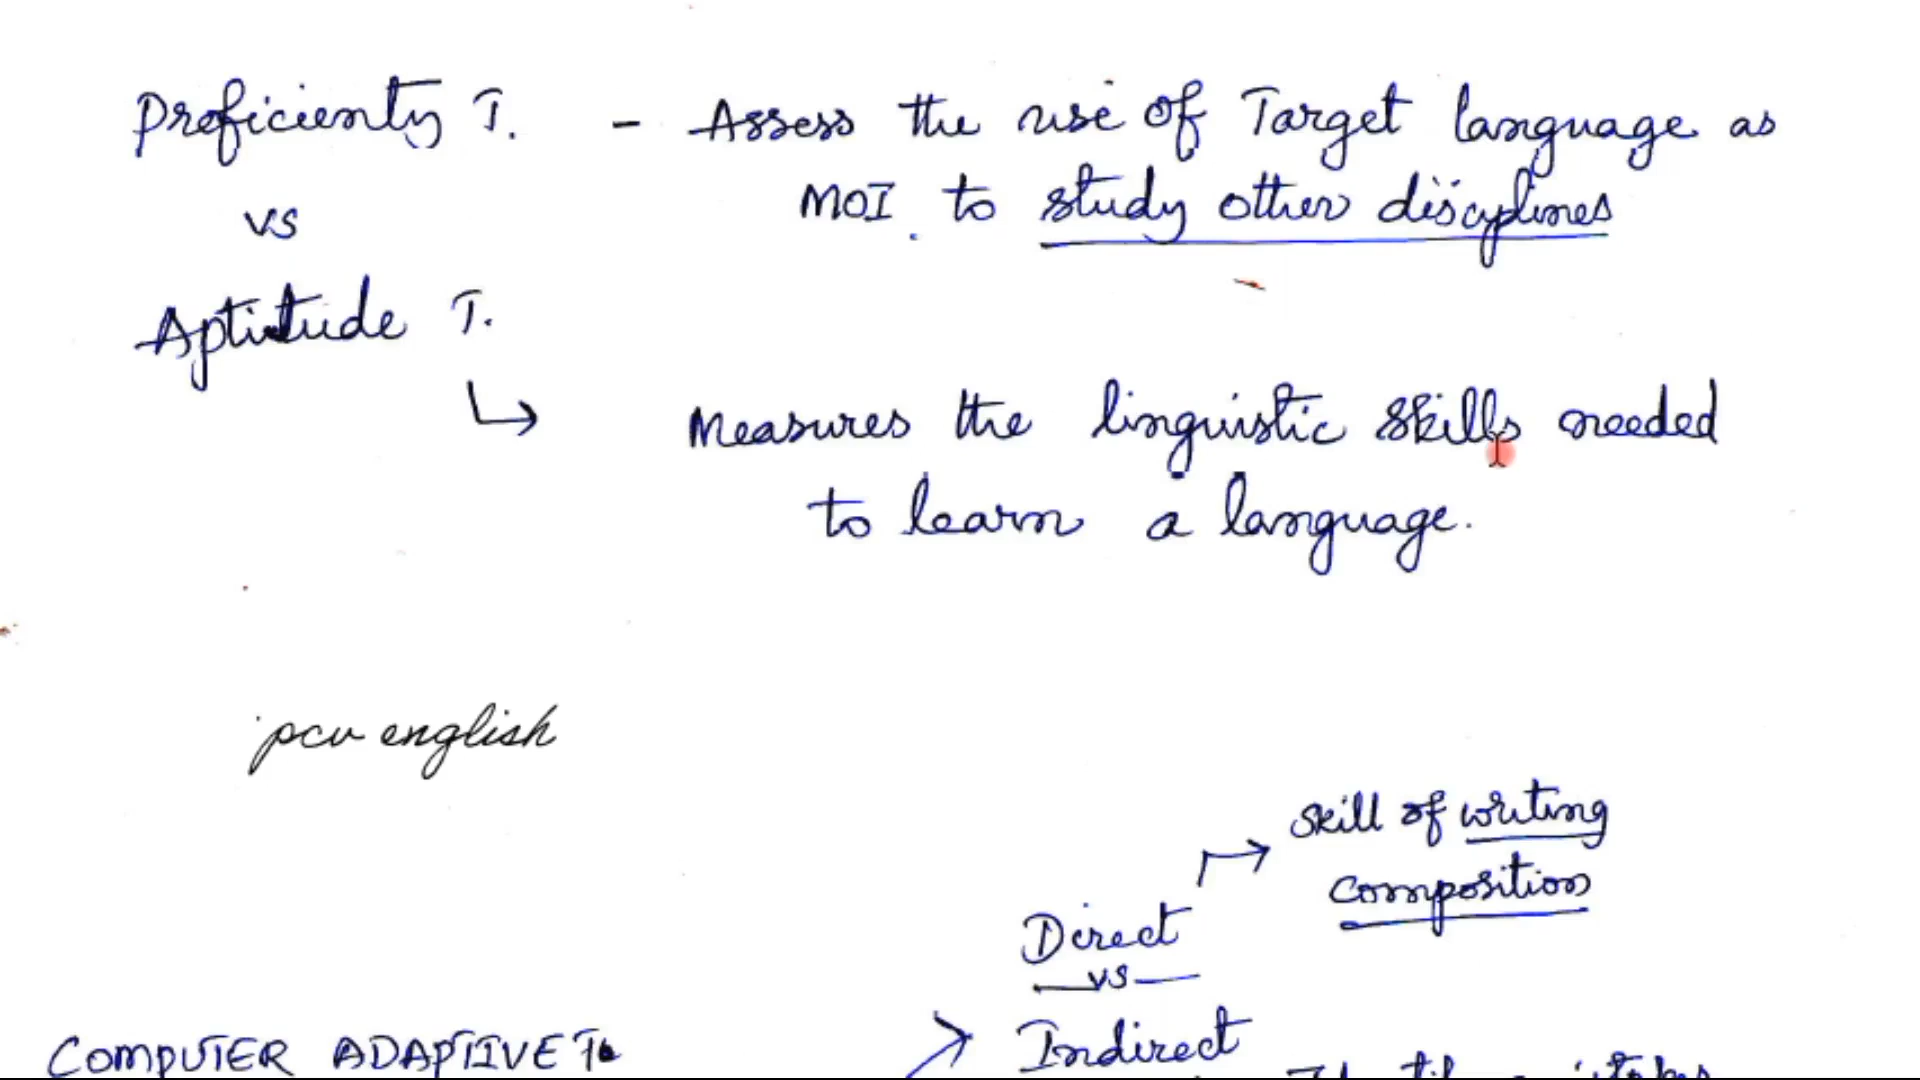 Proficienty T. - Assess the use of Target language as
MOI to study other disciplines
vs
Aptitude T.
Measures the linguistic skills needed
to learn a language.
pcv english
skill of writing
composition
Direct
vs
COMPUTER ADAPTIVE T.
Indirect